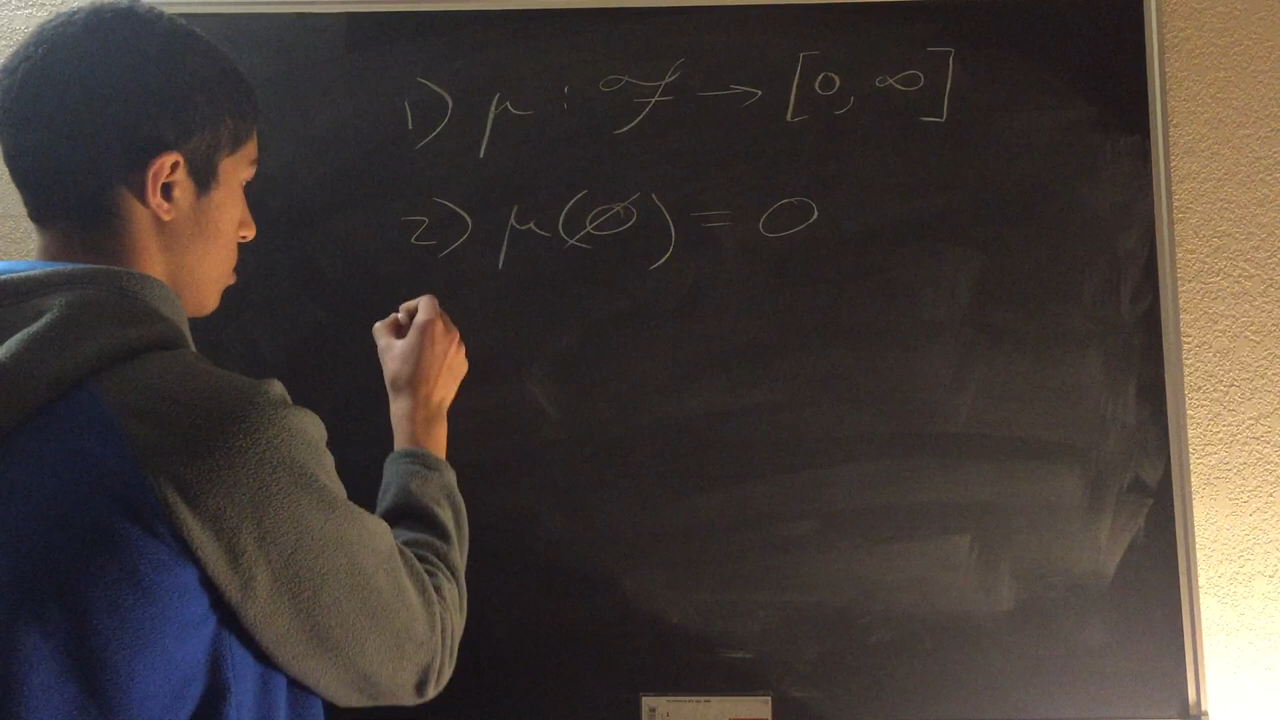 1) μ : ℱ → [0, ∞]
2) μ(∅) = 0